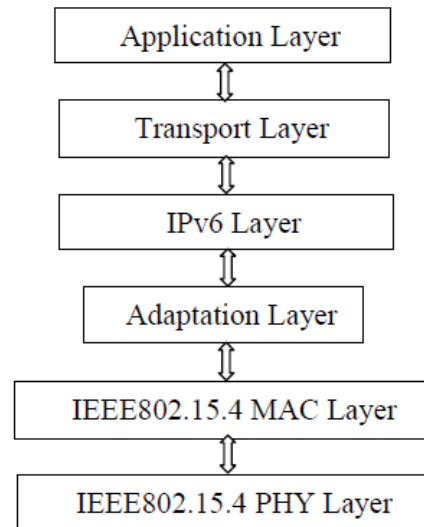 Application Layer
Transport Layer
IPv6 Layer
Adaptation Layer
IEEE802.15.4 MAC Layer
IEEE802.15.4 PHY Layer